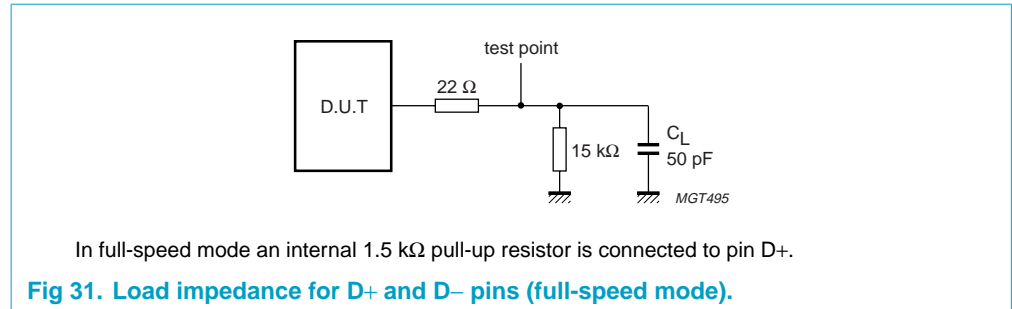 test point
22 Ω
D.U.T
15 kΩ
CL
50 pF
MGT495
In full-speed mode an internal 1.5 kΩ pull-up resistor is connected to pin D+.
Fig 31. Load impedance for D+ and D− pins (full-speed mode).